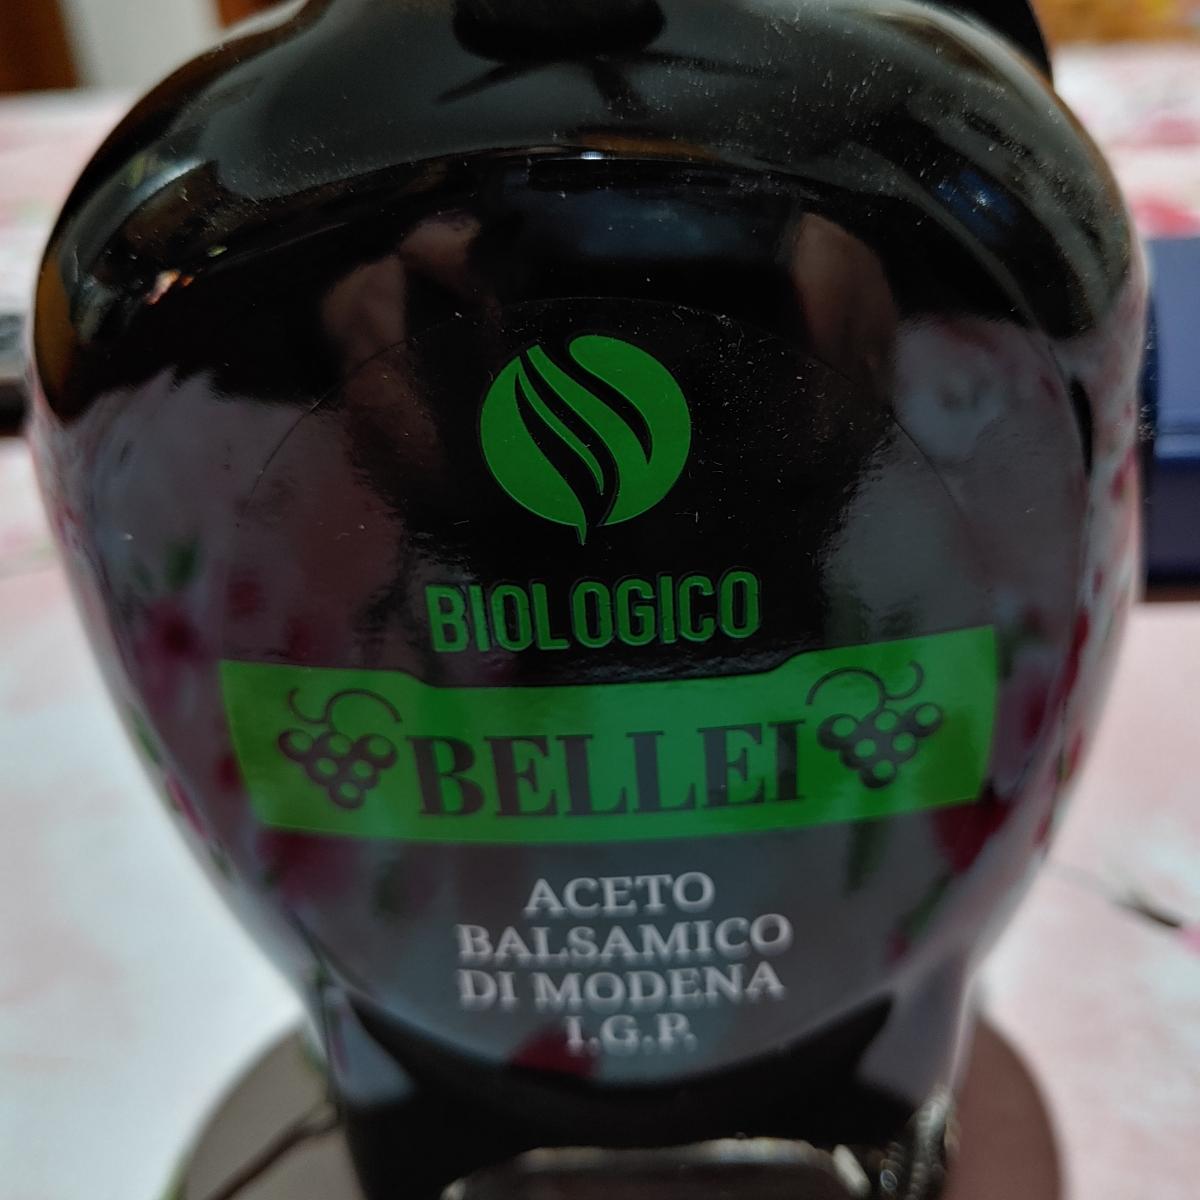 BIOLOGICO
BELLEI
ACETO
BALSAMICO
DI MODENA
I.G.P.